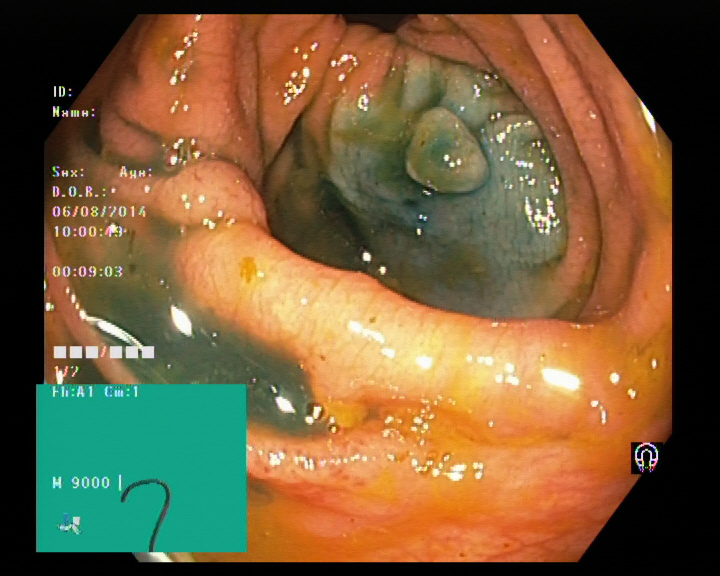 ID:
Name:
Sex: Age:
D.O.B.:
06/08/2014
10:00:49
00:09:03
■■■/■■■
1/2
Eh:A1 Cm:1
M 9000